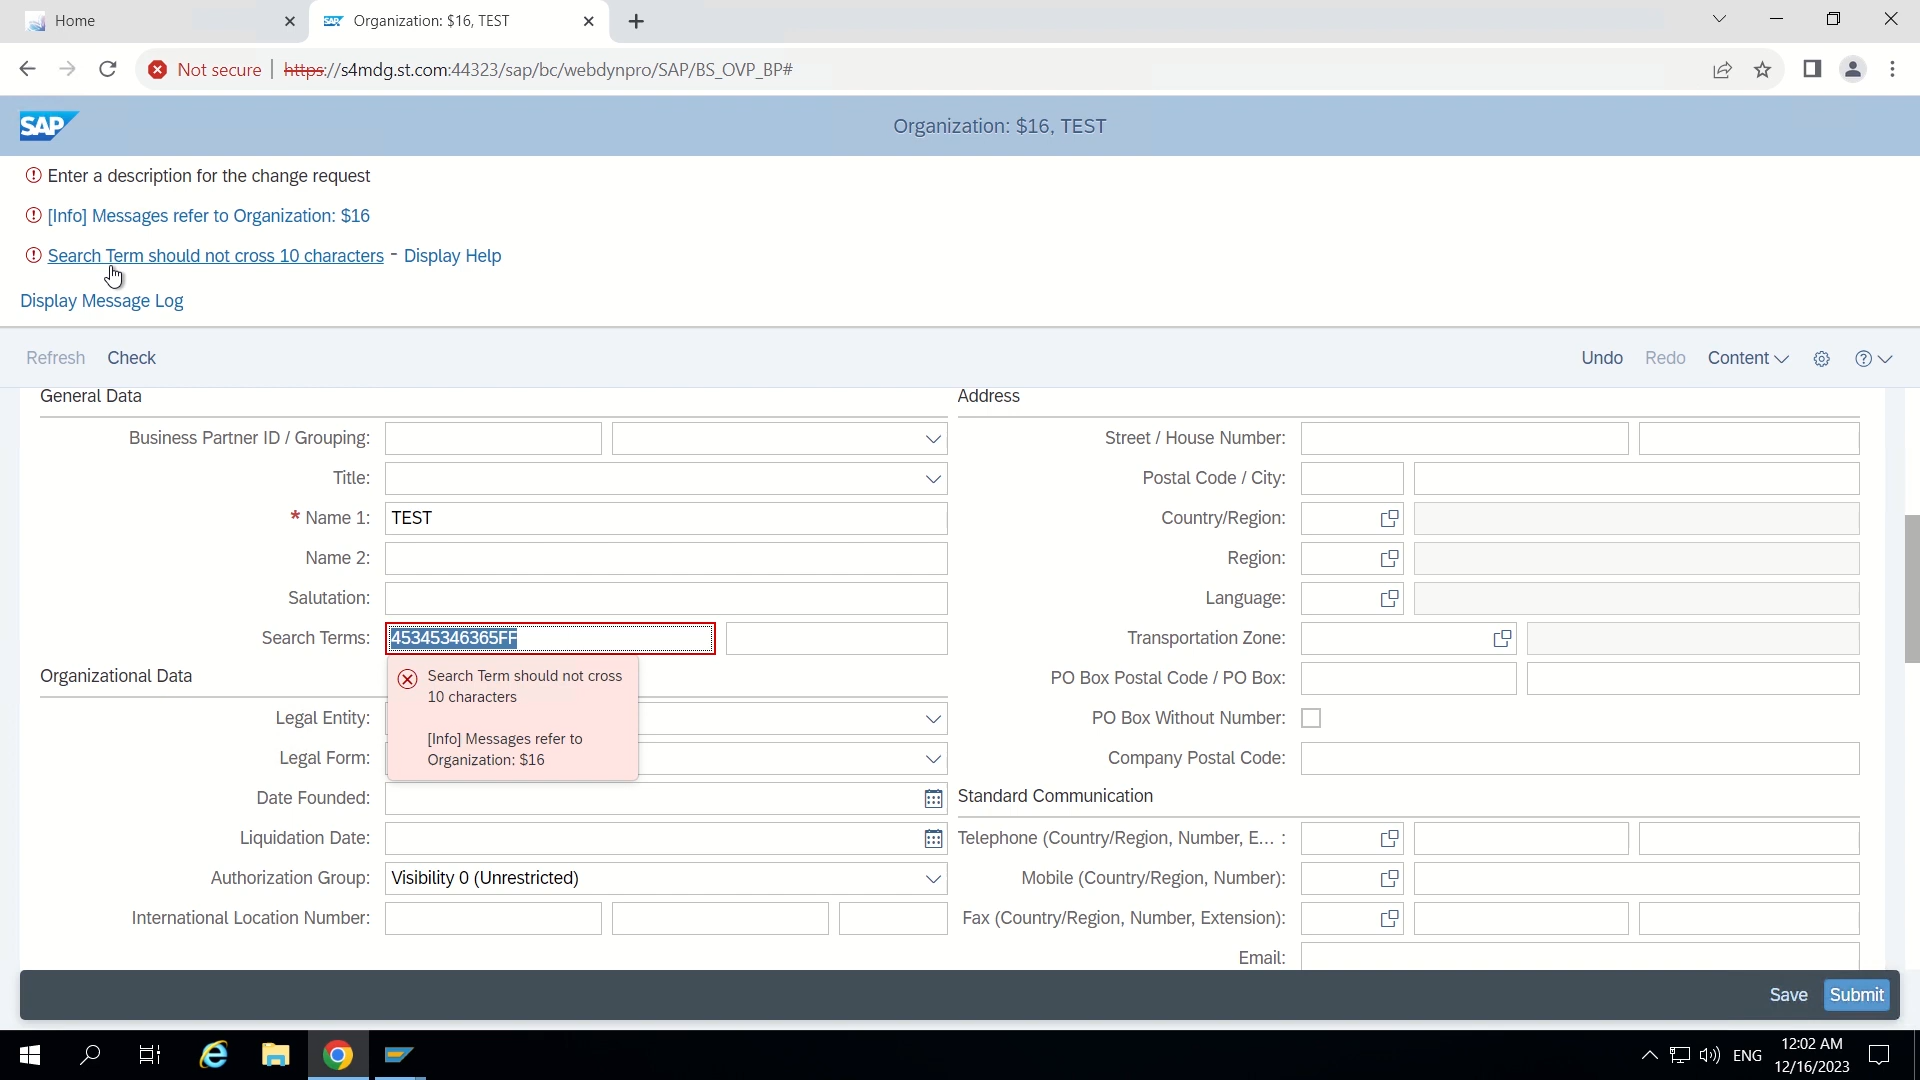 Home
SAP Organization: $16, TEST
Not secure https://s4mdg.st.com:44323/sap/bc/webdynpro/SAP/BS_OVP_BP#
SAP
Organization: $16, TEST
Enter a description for the change request
[Info] Messages refer to Organization: $16
Search Term should not cross 10 characters - Display Help
Display Message Log
Refresh Check Undo Redo Content
General Data
Business Partner ID / Grouping:
Title:
* Name 1: TEST
Name 2:
Salutation:
Search Terms: 45345346365FF
Search Term should not cross
10 characters
[Info] Messages refer to
Organization: $16
Organizational Data
Legal Entity:
Legal Form:
Date Founded:
Liquidation Date:
Authorization Group: Visibility 0 (Unrestricted)
International Location Number:
Address
Street / House Number:
Postal Code / City:
Country/Region:
Region:
Language:
Transportation Zone:
PO Box Postal Code / PO Box:
PO Box Without Number:
Company Postal Code:
Standard Communication
Telephone (Country/Region, Number, E... :
Mobile (Country/Region, Number):
Fax (Country/Region, Number, Extension):
Email:
Save Submit
ENG
12:02 AM
12/16/2023